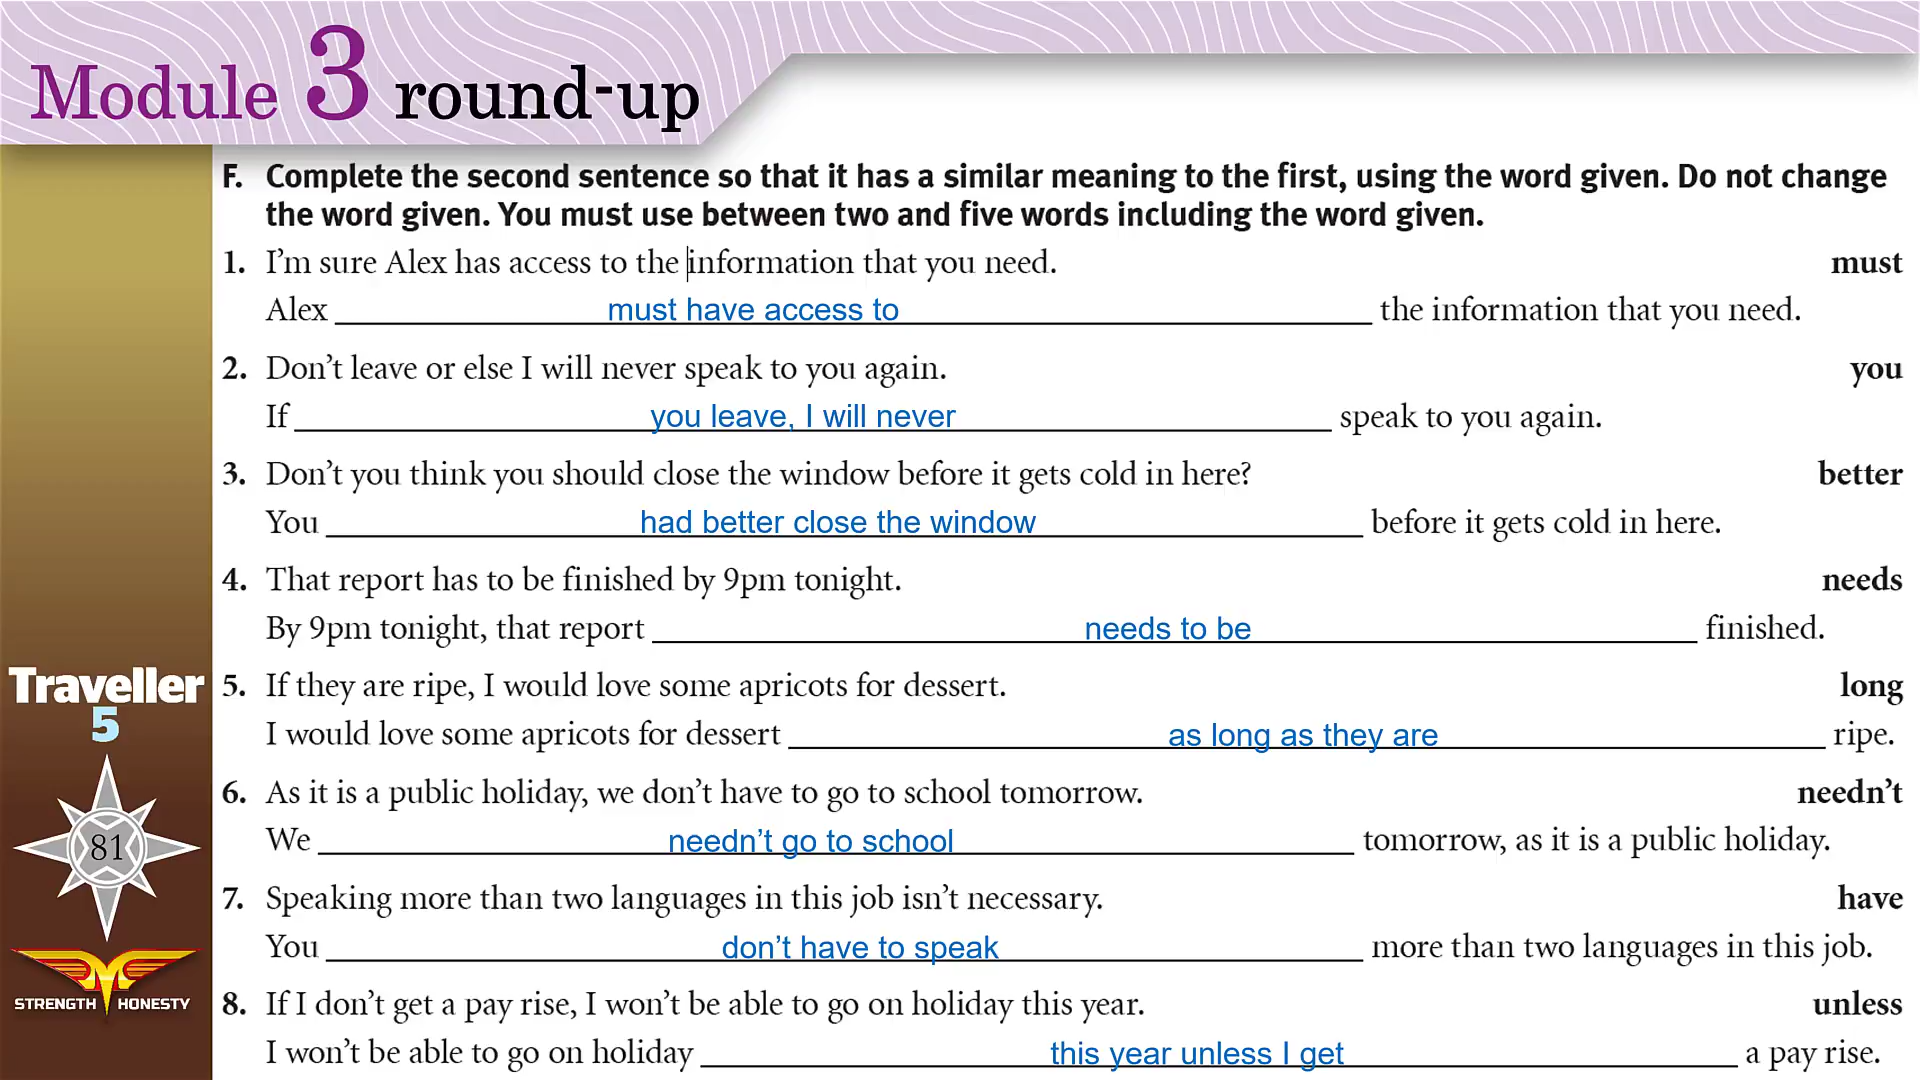 Module 3 round-up
F. Complete the second sentence so that it has a similar meaning to the first, using the word given. Do not change
the word given. You must use between two and five words including the word given.
1. I'm sure Alex has access to the information that you need. must
Alex must have access to the information that you need.
2. Don't leave or else I will never speak to you again. you
If you leave, I will never speak to you again.
3. Don't you think you should close the window before it gets cold in here? better
You had better close the window before it gets cold in here.
4. That report has to be finished by 9pm tonight. needs
By 9pm tonight, that report needs to be finished.
5. If they are ripe, I would love some apricots for dessert. long
I would love some apricots for dessert as long as they are ripe.
6. As it is a public holiday, we don't have to go to school tomorrow. needn't
We needn't go to school tomorrow, as it is a public holiday.
7. Speaking more than two languages in this job isn't necessary. have
You don't have to speak more than two languages in this job.
8. If I don't get a pay rise, I won't be able to go on holiday this year. unless
I won't be able to go on holiday this year unless I get a pay rise.
Traveller
5
81
STRENGTH HONESTY